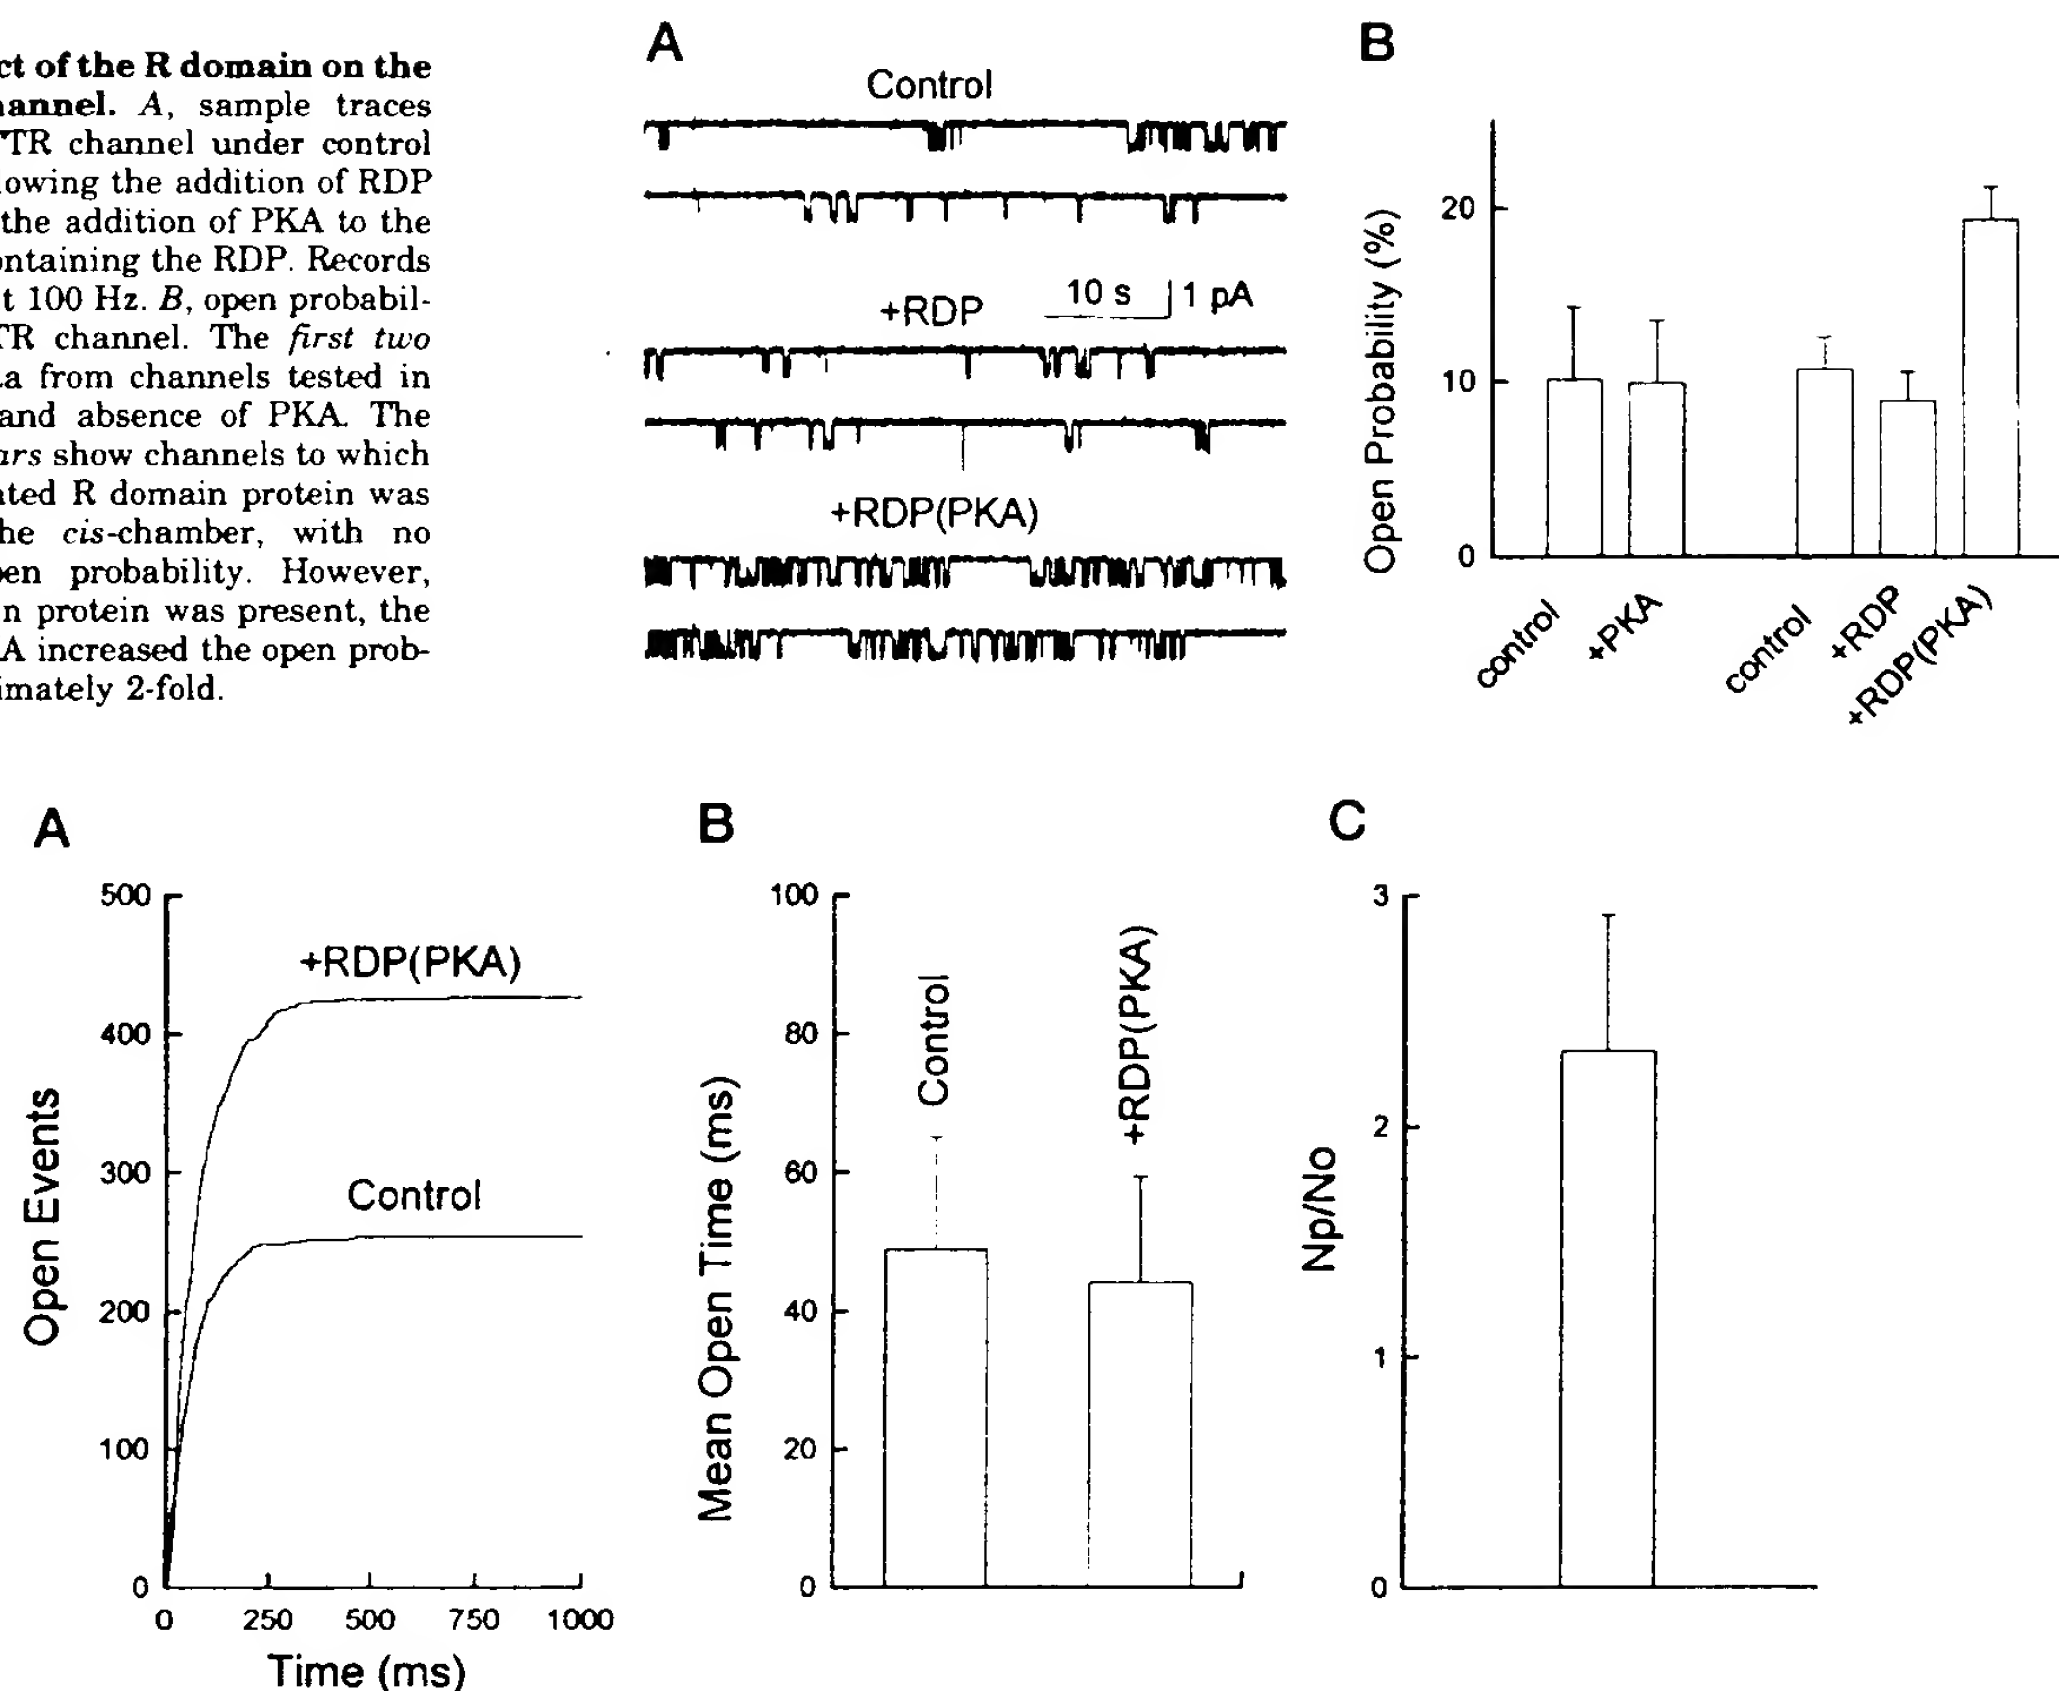 ct of the R domain on the
annel. A, sample traces
TR channel under control
lowing the addition of RDP
the addition of PKA to the
ontaining the RDP. Records
t 100 Hz. B, open probabil-
TR channel. The first two
a from channels tested in
and absence of PKA. The
ars show channels to which
ated R domain protein was
he cis-chamber, with no
pen probability. However,
n protein was present, the
A increased the open prob-
imately 2-fold.
A
Control
+RDP
10 s
1 pA
+RDP(PKA)
B
Open Probability (%)
20
10
0
control
+PKA
control
+RDP
+RDP(PKA)
A
Open Events
500
400
300
200
100
0
+RDP(PKA)
Control
0 250 500 750 1000
Time (ms)
B
Mean Open Time (ms)
100
80
60
40
20
0
Control
+RDP(PKA)
C
Np/No
3
2
1
0